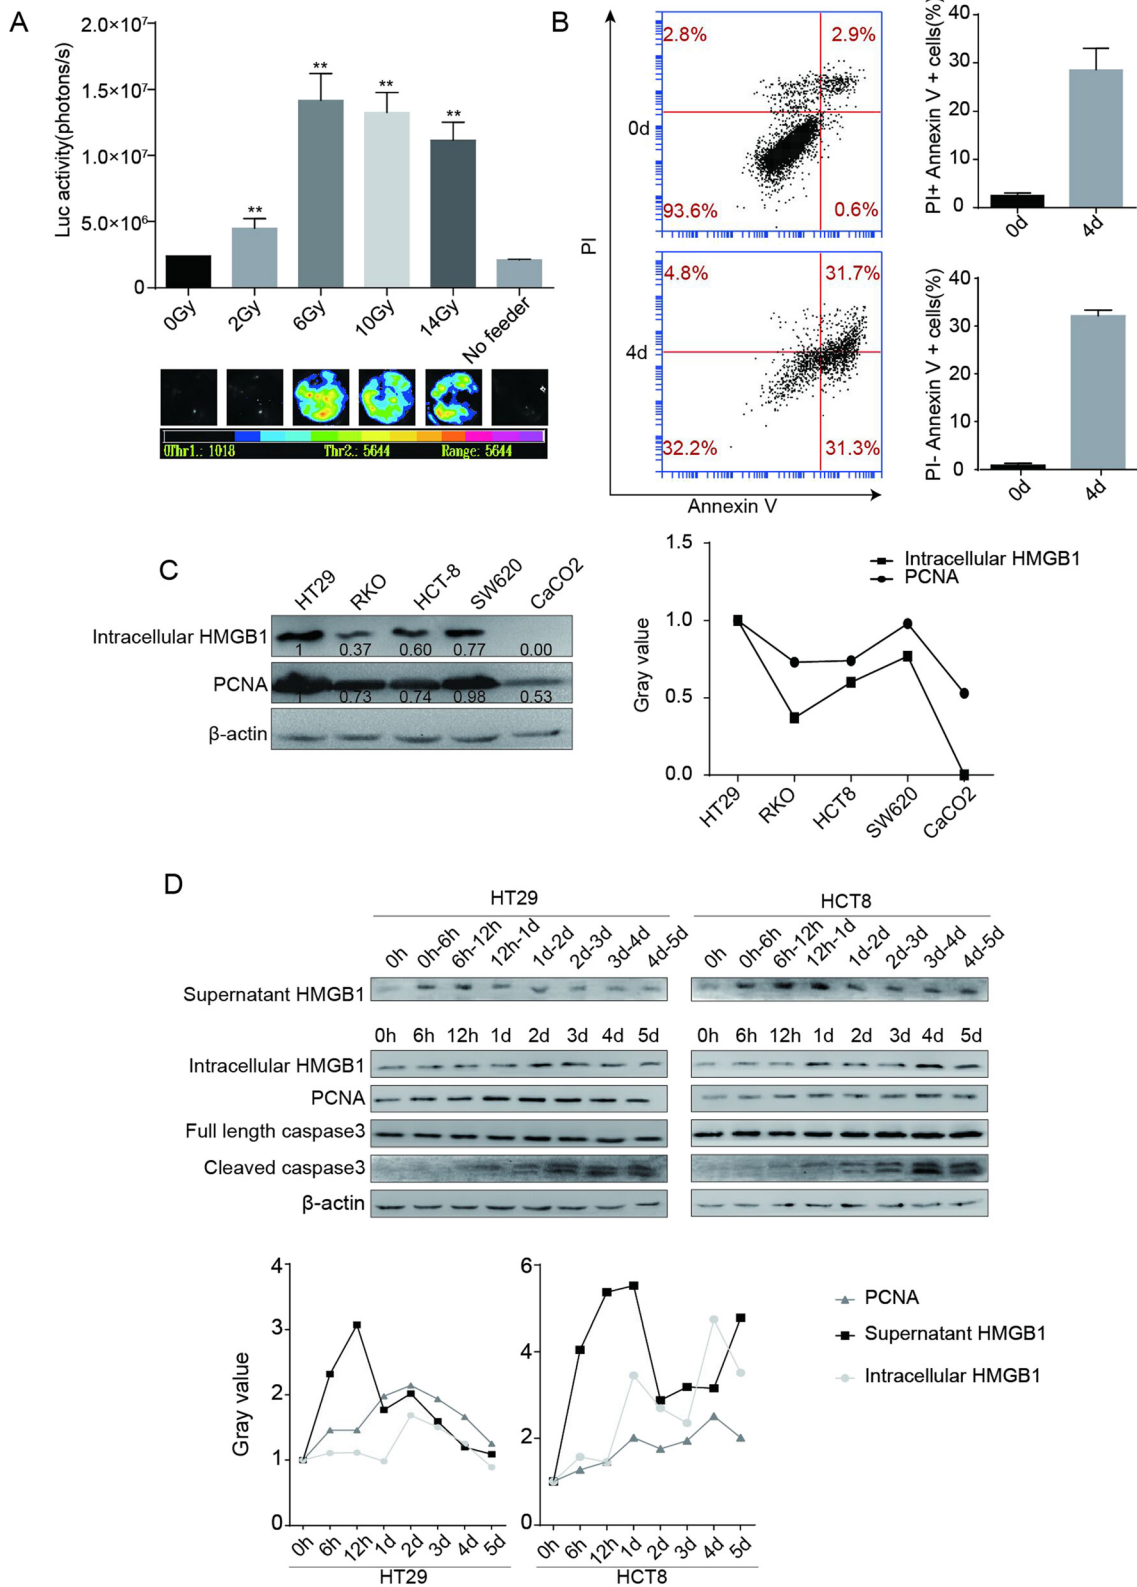 A
Luc activity(photons/s)
2.0×10⁷
1.5×10⁷
1.0×10⁷
5.0×10⁶
0
**
**
**
**
0Gy
2Gy
6Gy
10Gy
14Gy
No feeder
Thr1.: 1018
Thr2.: 5644
Range: 5644
B
PI
0d
2.8%
2.9%
93.6%
0.6%
4d
4.8%
31.7%
32.2%
31.3%
Annexin V
PI+ Annexin V + cells(%)
40
30
20
10
0
0d
4d
PI- Annexin V + cells(%)
40
30
20
10
0
0d
4d
C
HT29
RKO
HCT-8
SW620
CaCO2
Intracellular HMGB1
1
0.37
0.60
0.77
0.00
PCNA
1
0.73
0.74
0.98
0.53
β-actin
Gray value
1.5
1.0
0.5
0.0
Intracellular HMGB1
PCNA
HT29
RKO
HCT8
SW620
CaCO2
D
HT29
HCT8
0h
0h-6h
6h-12h
12h-1d
1d-2d
2d-3d
3d-4d
4d-5d
0h
0h-6h
6h-12h
12h-1d
1d-2d
2d-3d
3d-4d
4d-5d
Supernatant HMGB1
0h 6h 12h 1d 2d 3d 4d 5d
0h 6h 12h 1d 2d 3d 4d 5d
Intracellular HMGB1
PCNA
Full length caspase3
Cleaved caspase3
β-actin
Gray value
4
3
2
1
0
0h
6h
12h
1d
2d
3d
4d
5d
HT29
6
4
2
0
0h
6h
12h
1d
2d
3d
4d
5d
HCT8
PCNA
Supernatant HMGB1
Intracellular HMGB1